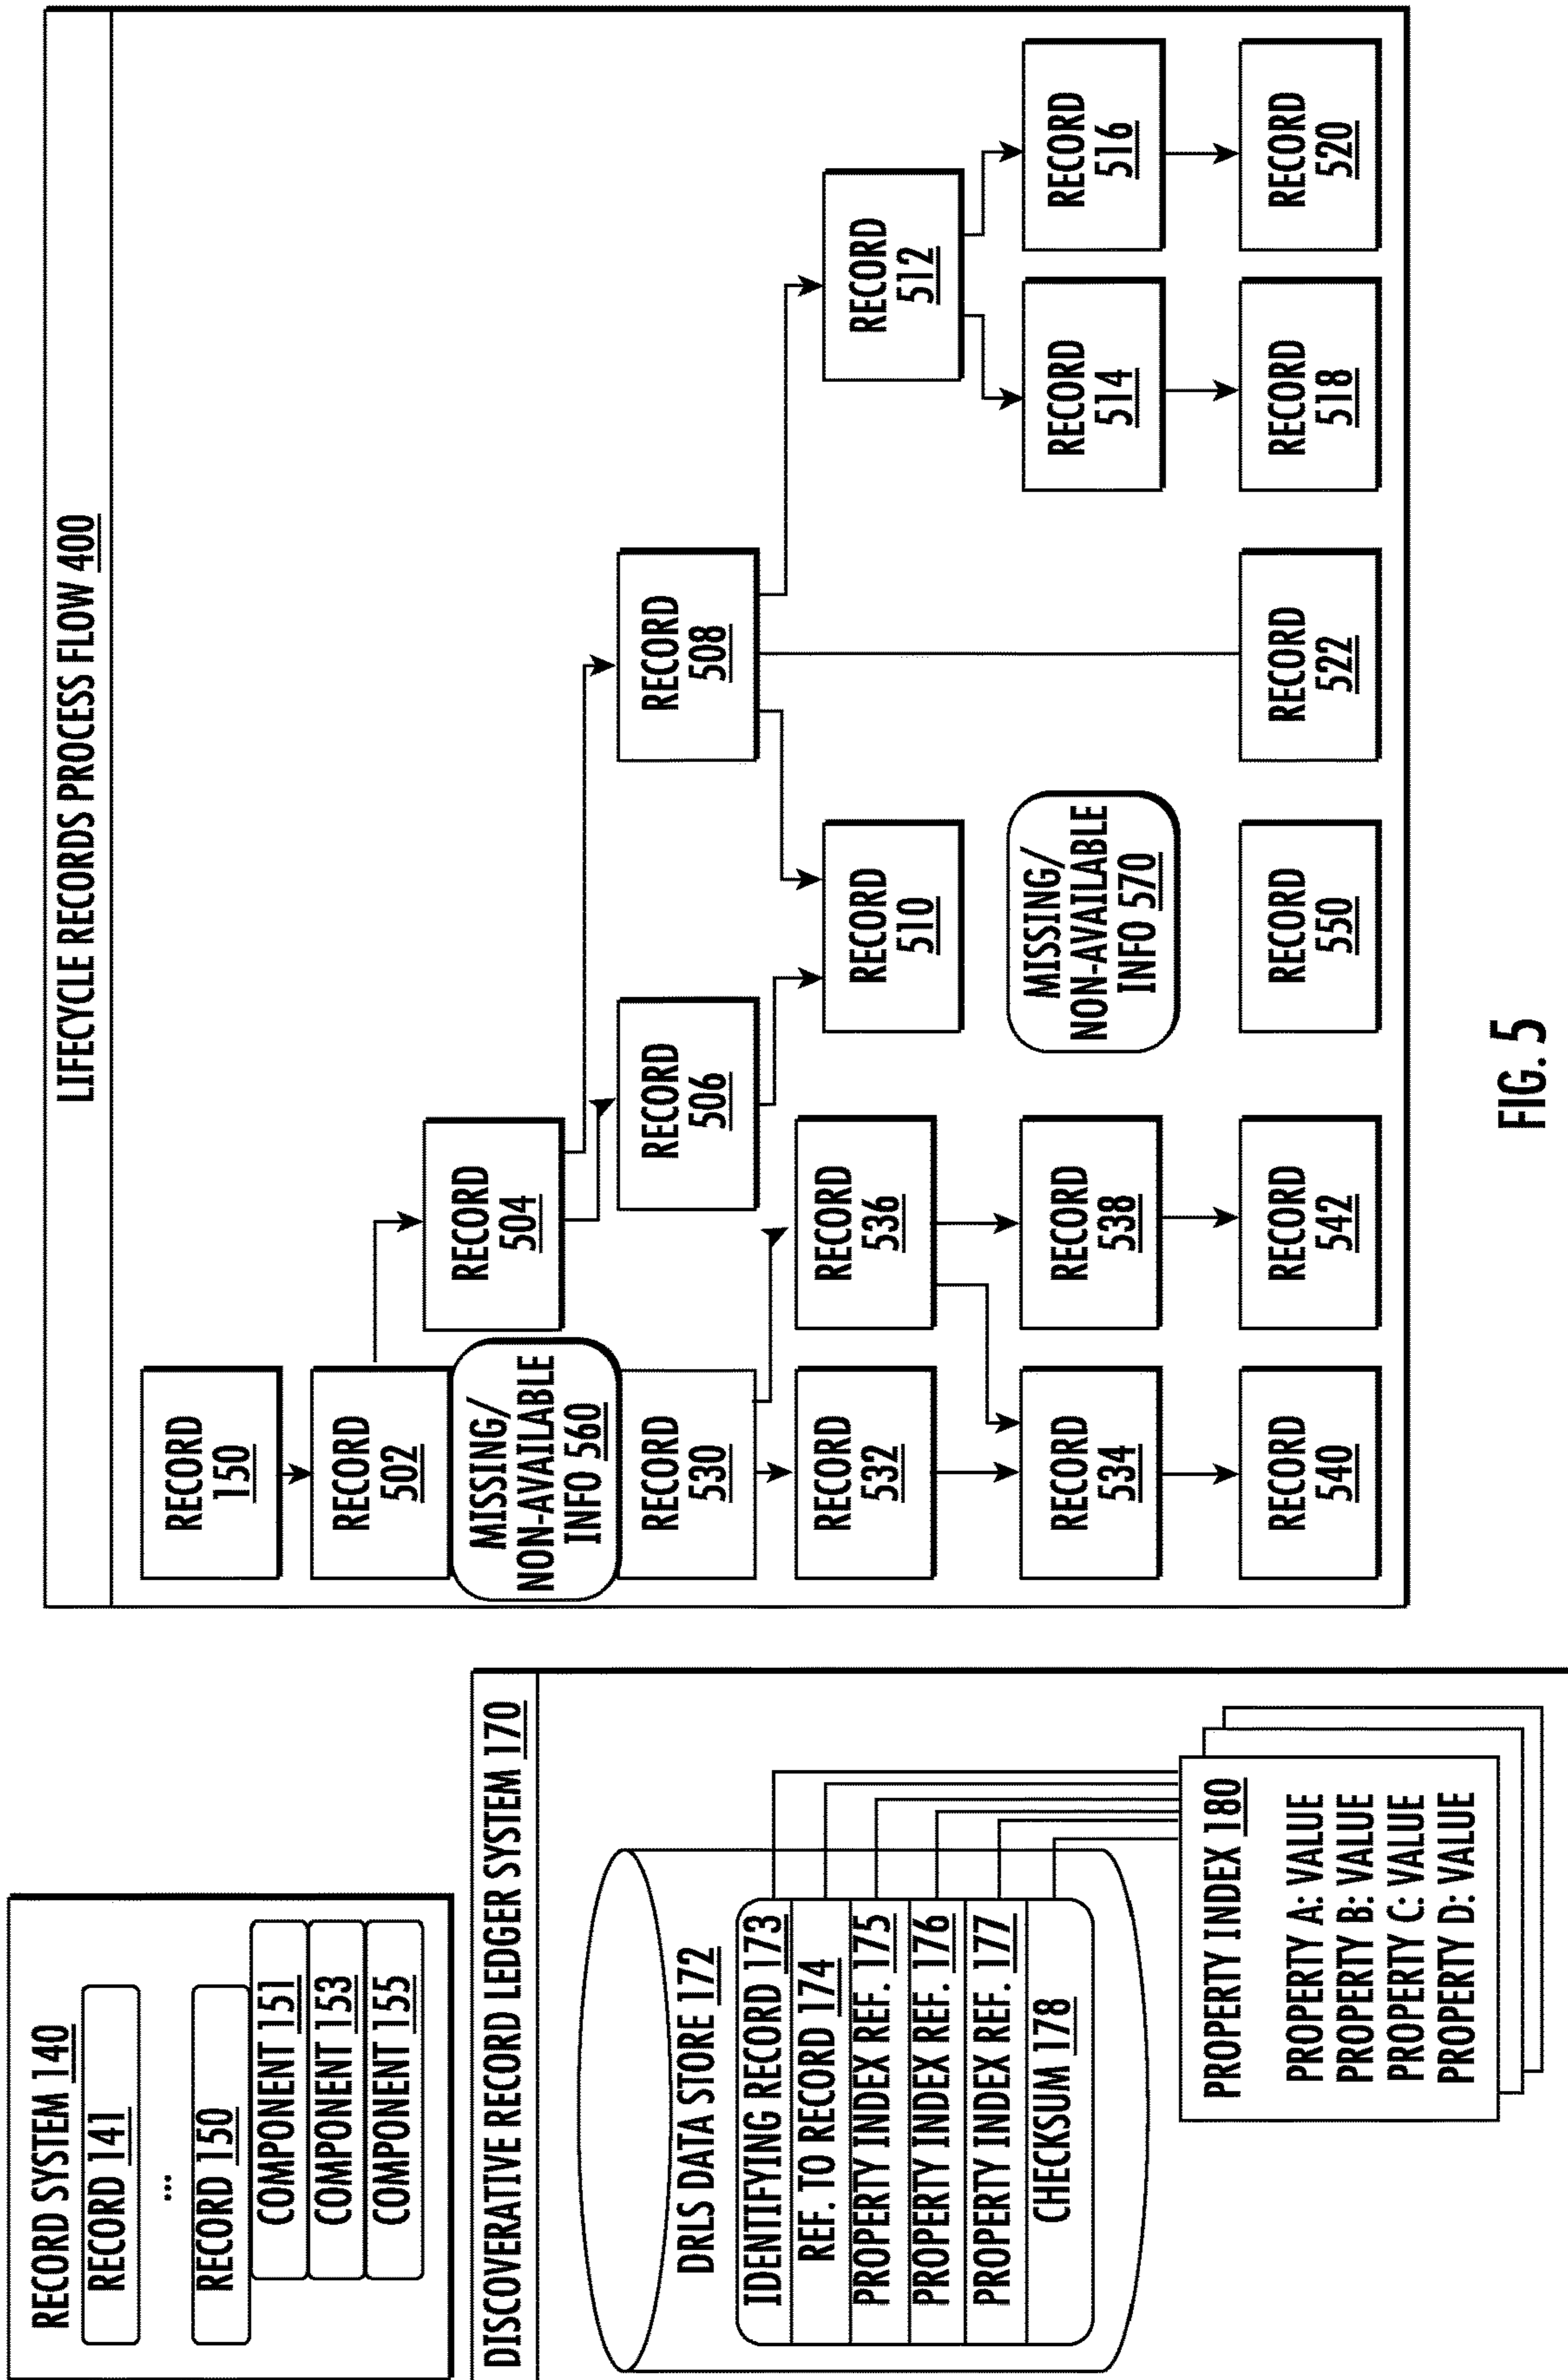 RECORD SYSTEM 140
RECORD 141
...
RECORD 150
COMPONENT 151
COMPONENT 153
COMPONENT 155
DISCOVERATIVE RECORD LEDGER SYSTEM 170
DRLS DATA STORE 172
IDENTIFYING RECORD 173
REF. TO RECORD 174
PROPERTY INDEX REF. 175
PROPERTY INDEX REF. 176
PROPERTY INDEX REF. 177
CHECKSUM 178
PROPERTY INDEX 180
PROPERTY A: VALUE
PROPERTY B: VALUE
PROPERTY C: VALUE
PROPERTY D: VALUE
LIFECYCLE RECORDS PROCESS FLOW 400
RECORD
150
RECORD
502
MISSING/
NON-AVAILABLE
INFO 560
RECORD
504
RECORD
530
RECORD
506
RECORD
508
RECORD
532
RECORD
536
RECORD
510
RECORD
512
RECORD
534
RECORD
538
MISSING/
NON-AVAILABLE
INFO 570
RECORD
514
RECORD
516
RECORD
540
RECORD
542
RECORD
550
RECORD
522
RECORD
518
RECORD
520
FIG. 5